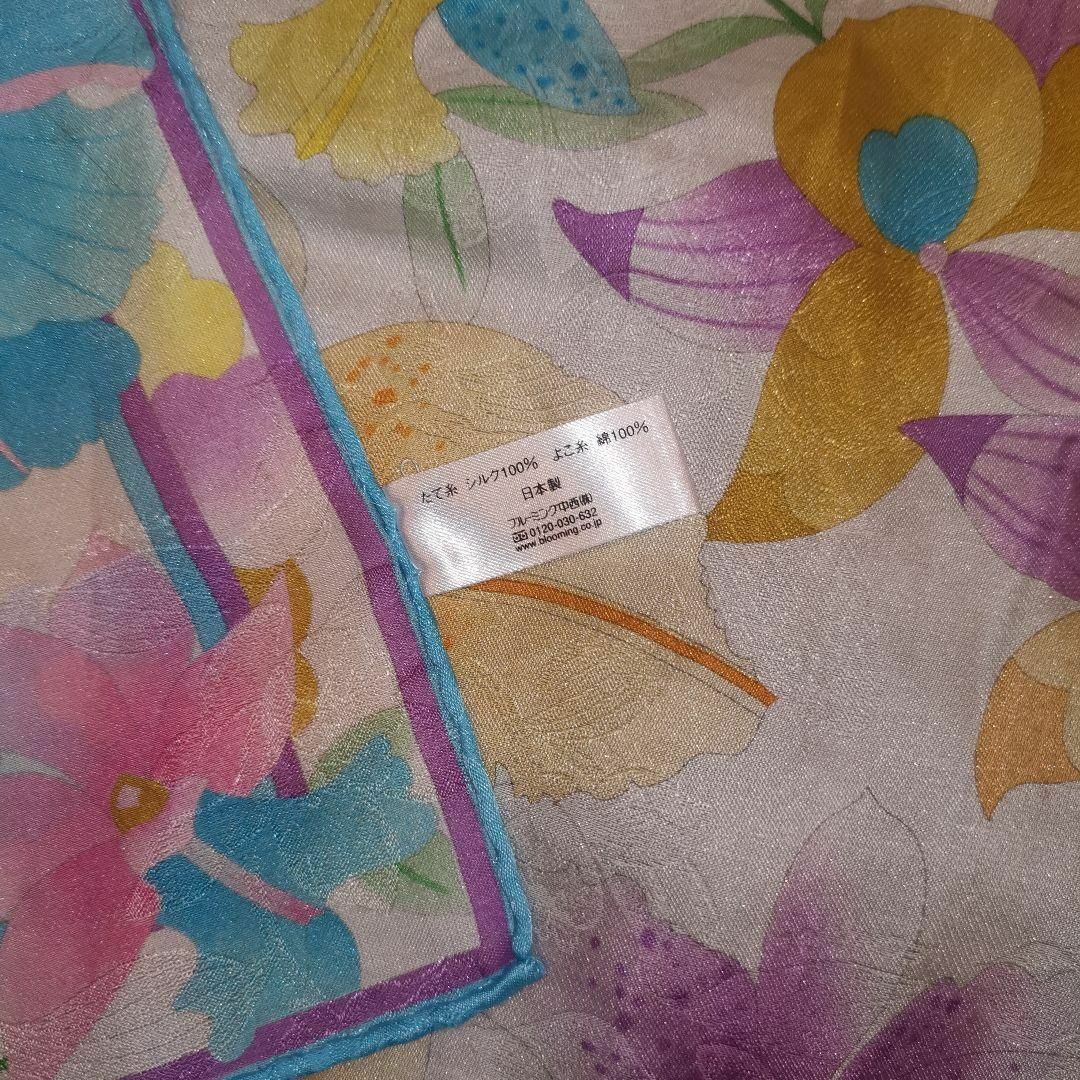 たて糸 シルク100% よこ糸 綿100%
日本製
ブルーミング中西㈱
0120-030-632
www.blooming.co.jp